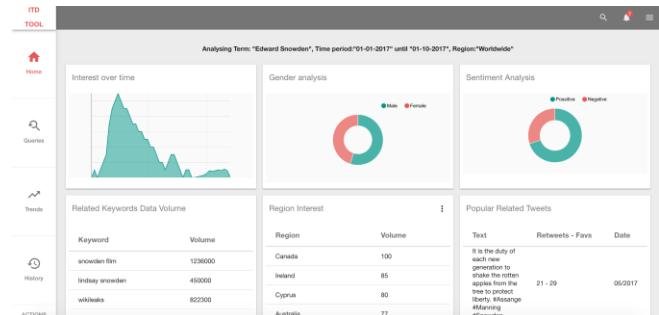 ITD
TOOL
Analysing Term: "Edward Snowden", Time period:"01-01-2017" until "01-10-2017", Region:"Worldwide"
Home
Queries
Trends
History
ACTIONS
Interest over time
Gender analysis
Male Female
Sentiment Analysis
Possitive Negative
Related Keywords Data Volume
Keyword Volume
snowden film 1236000
lindsay snowden 450000
wikileaks 822300
Region Interest
Region Volume
Canada 100
Ireland 85
Cyprus 80
Australia 77
Popular Related Tweets
Text Retweets - Favs Date
It is the duty of
each new
generation to
shake the rotten
apples from the
tree to protect
liberty. #Assange
#Manning
21 - 29 05/2017